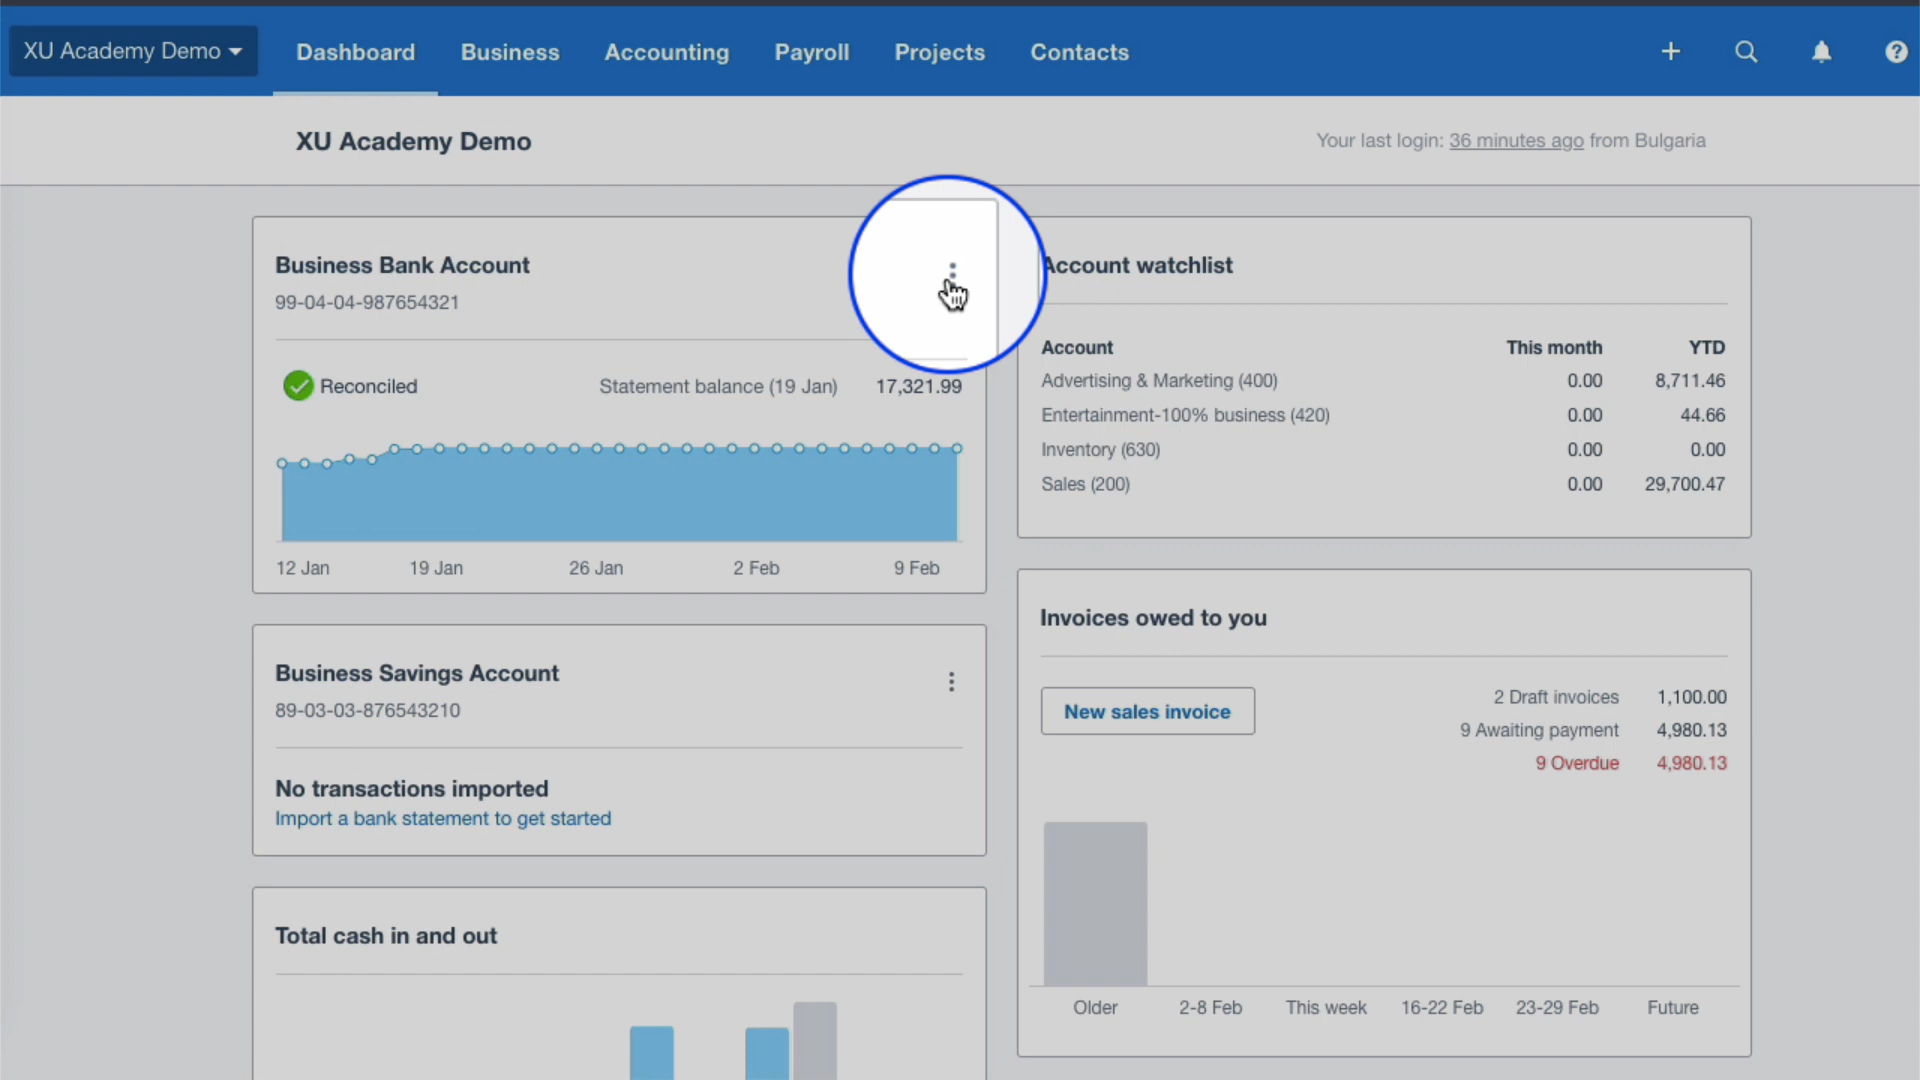 XU Academy Demo
Dashboard
Business
Accounting
Payroll
Projects
Contacts
XU Academy Demo
Your last login: 36 minutes ago from Bulgaria
Business Bank Account
99-04-04-987654321
Reconciled
Statement balance (19 Jan) 17,321.99
12 Jan 19 Jan 26 Jan 2 Feb 9 Feb
Business Savings Account
89-03-03-876543210
No transactions imported
Import a bank statement to get started
Total cash in and out
Account watchlist
Account This month YTD
Advertising & Marketing (400) 0.00 8,711.46
Entertainment-100% business (420) 0.00 44.66
Inventory (630) 0.00 0.00
Sales (200) 0.00 29,700.47
Invoices owed to you
New sales invoice
2 Draft invoices 1,100.00
9 Awaiting payment 4,980.13
9 Overdue 4,980.13
Older 2-8 Feb This week 16-22 Feb 23-29 Feb Future